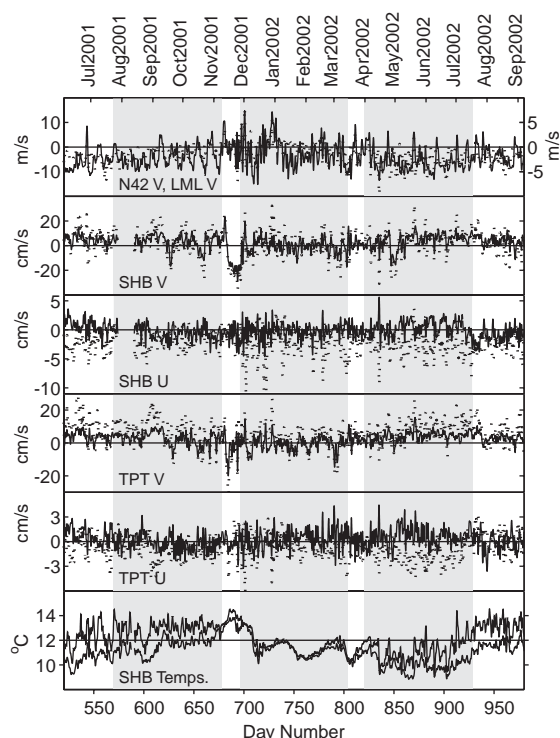 Jul2001 Aug2001 Sep2001 Oct2001 Nov2001 Dec2001 Jan2002 Feb2002 Mar2002 Apr2002 May2002 Jun2002 Jul2002 Aug2002 Sep2002
10 5
m/s 0 0 m/s
-10 -5
N42 V, LML V
20
cm/s 0
-20
SHB V
5
0
cm/s
-5
-10
SHB U
20
cm/s 0
-20
TPT V
3
cm/s 0
-3
TPT U
14
°C 12
10
SHB Temps.
550 600 650 700 750 800 850 900 950
Day Number